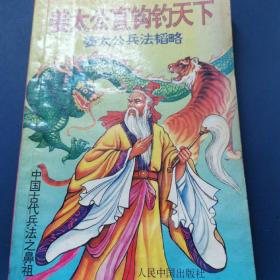 姜太公直钩钓天下
姜太公兵法韬略
中国古代兵法之鼻祖
人民中国出版社